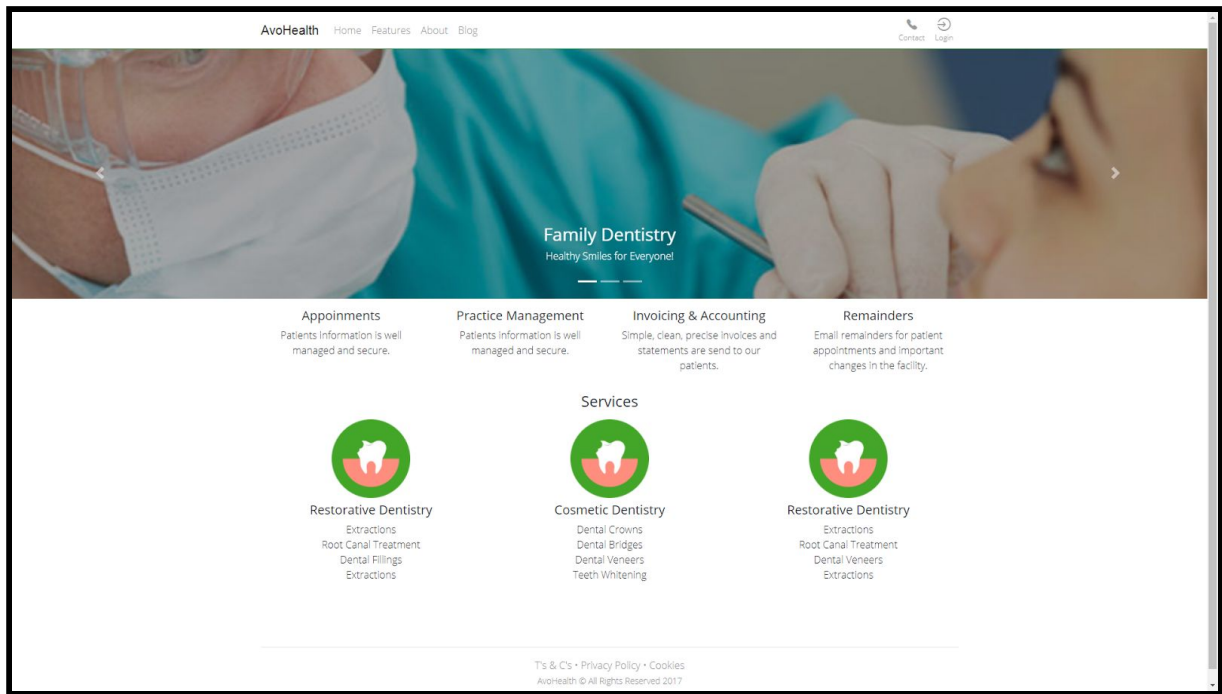 AvoHealth Home Features About Blog
Contact Login
Family Dentistry
Healthy Smiles for Everyone!
Appoinments
Patients information is well
managed and secure.
Practice Management
Patients information is well
managed and secure.
Invoicing & Accounting
Simple, clean, precise invoices and
statements are send to our
patients.
Remainders
Email remainders for patient
appointments and important
changes in the facility.
Services
Restorative Dentistry
Extractions
Root Canal Treatment
Dental Fillings
Extractions
Cosmetic Dentistry
Dental Crowns
Dental Bridges
Dental Veneers
Teeth Whitening
Restorative Dentistry
Extractions
Root Canal Treatment
Dental Veneers
Extractions
T's & C's • Privacy Policy • Cookies
AvoHealth © All Rights Reserved 2017